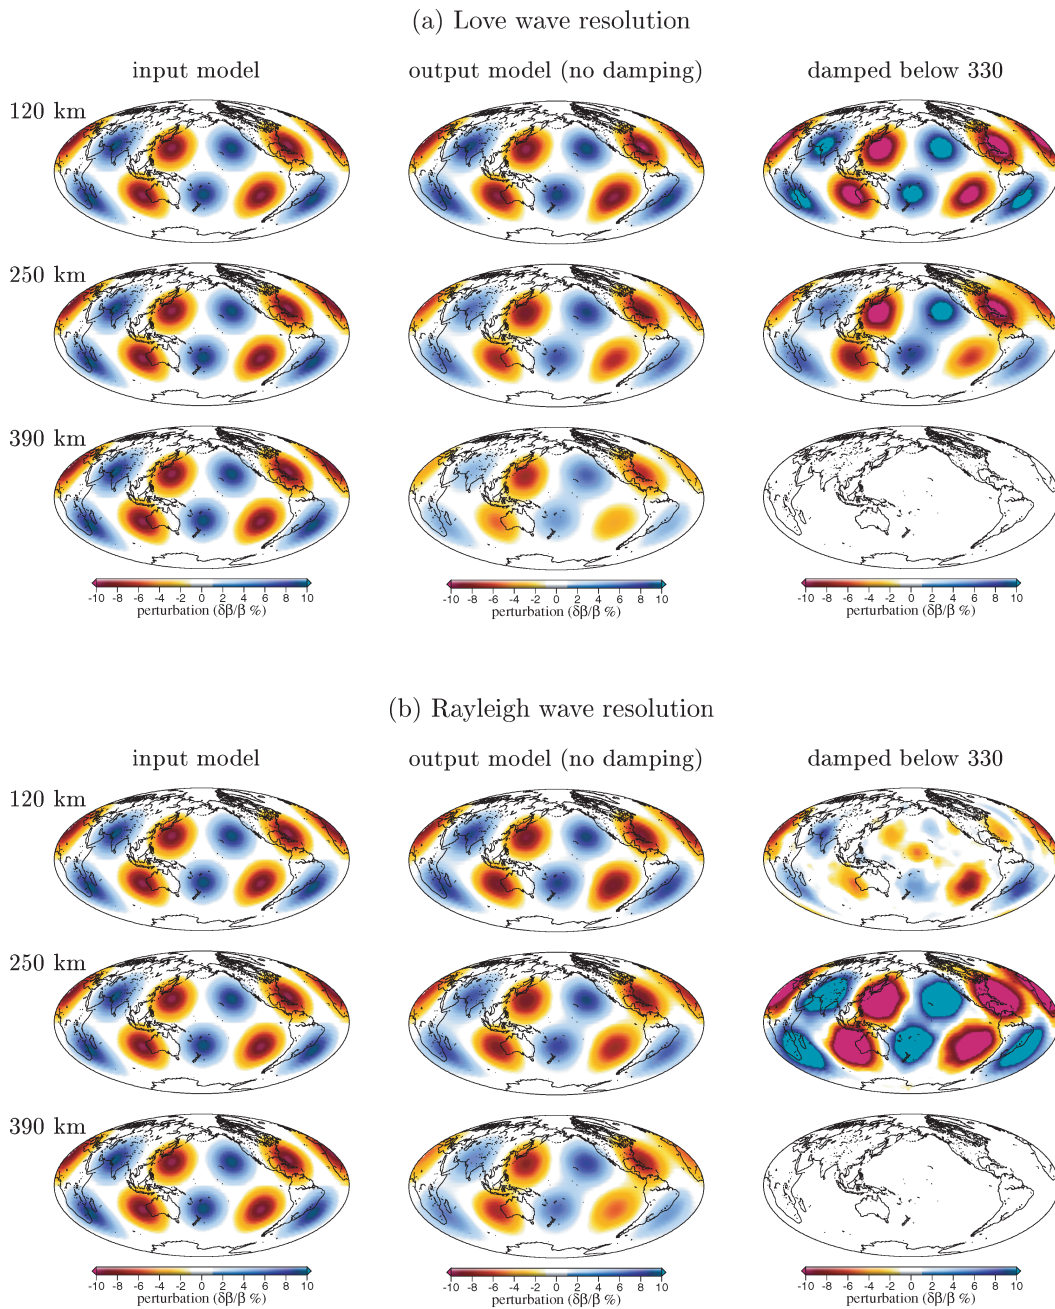 (a) Love wave resolution
input model output model (no damping) damped below 330
120 km
250 km
390 km
-10 -8 -6 -4 -2 0 2 4 6 8 10 -10 -8 -6 -4 -2 0 2 4 6 8 10 -10 -8 -6 -4 -2 0 2 4 6 8 10
perturbation (δβ/β %) perturbation (δβ/β %) perturbation (δβ/β %)
(b) Rayleigh wave resolution
input model output model (no damping) damped below 330
120 km
250 km
390 km
-10 -8 -6 -4 -2 0 2 4 6 8 10 -10 -8 -6 -4 -2 0 2 4 6 8 10 -10 -8 -6 -4 -2 0 2 4 6 8 10
perturbation (δβ/β %) perturbation (δβ/β %) perturbation (δβ/β %)